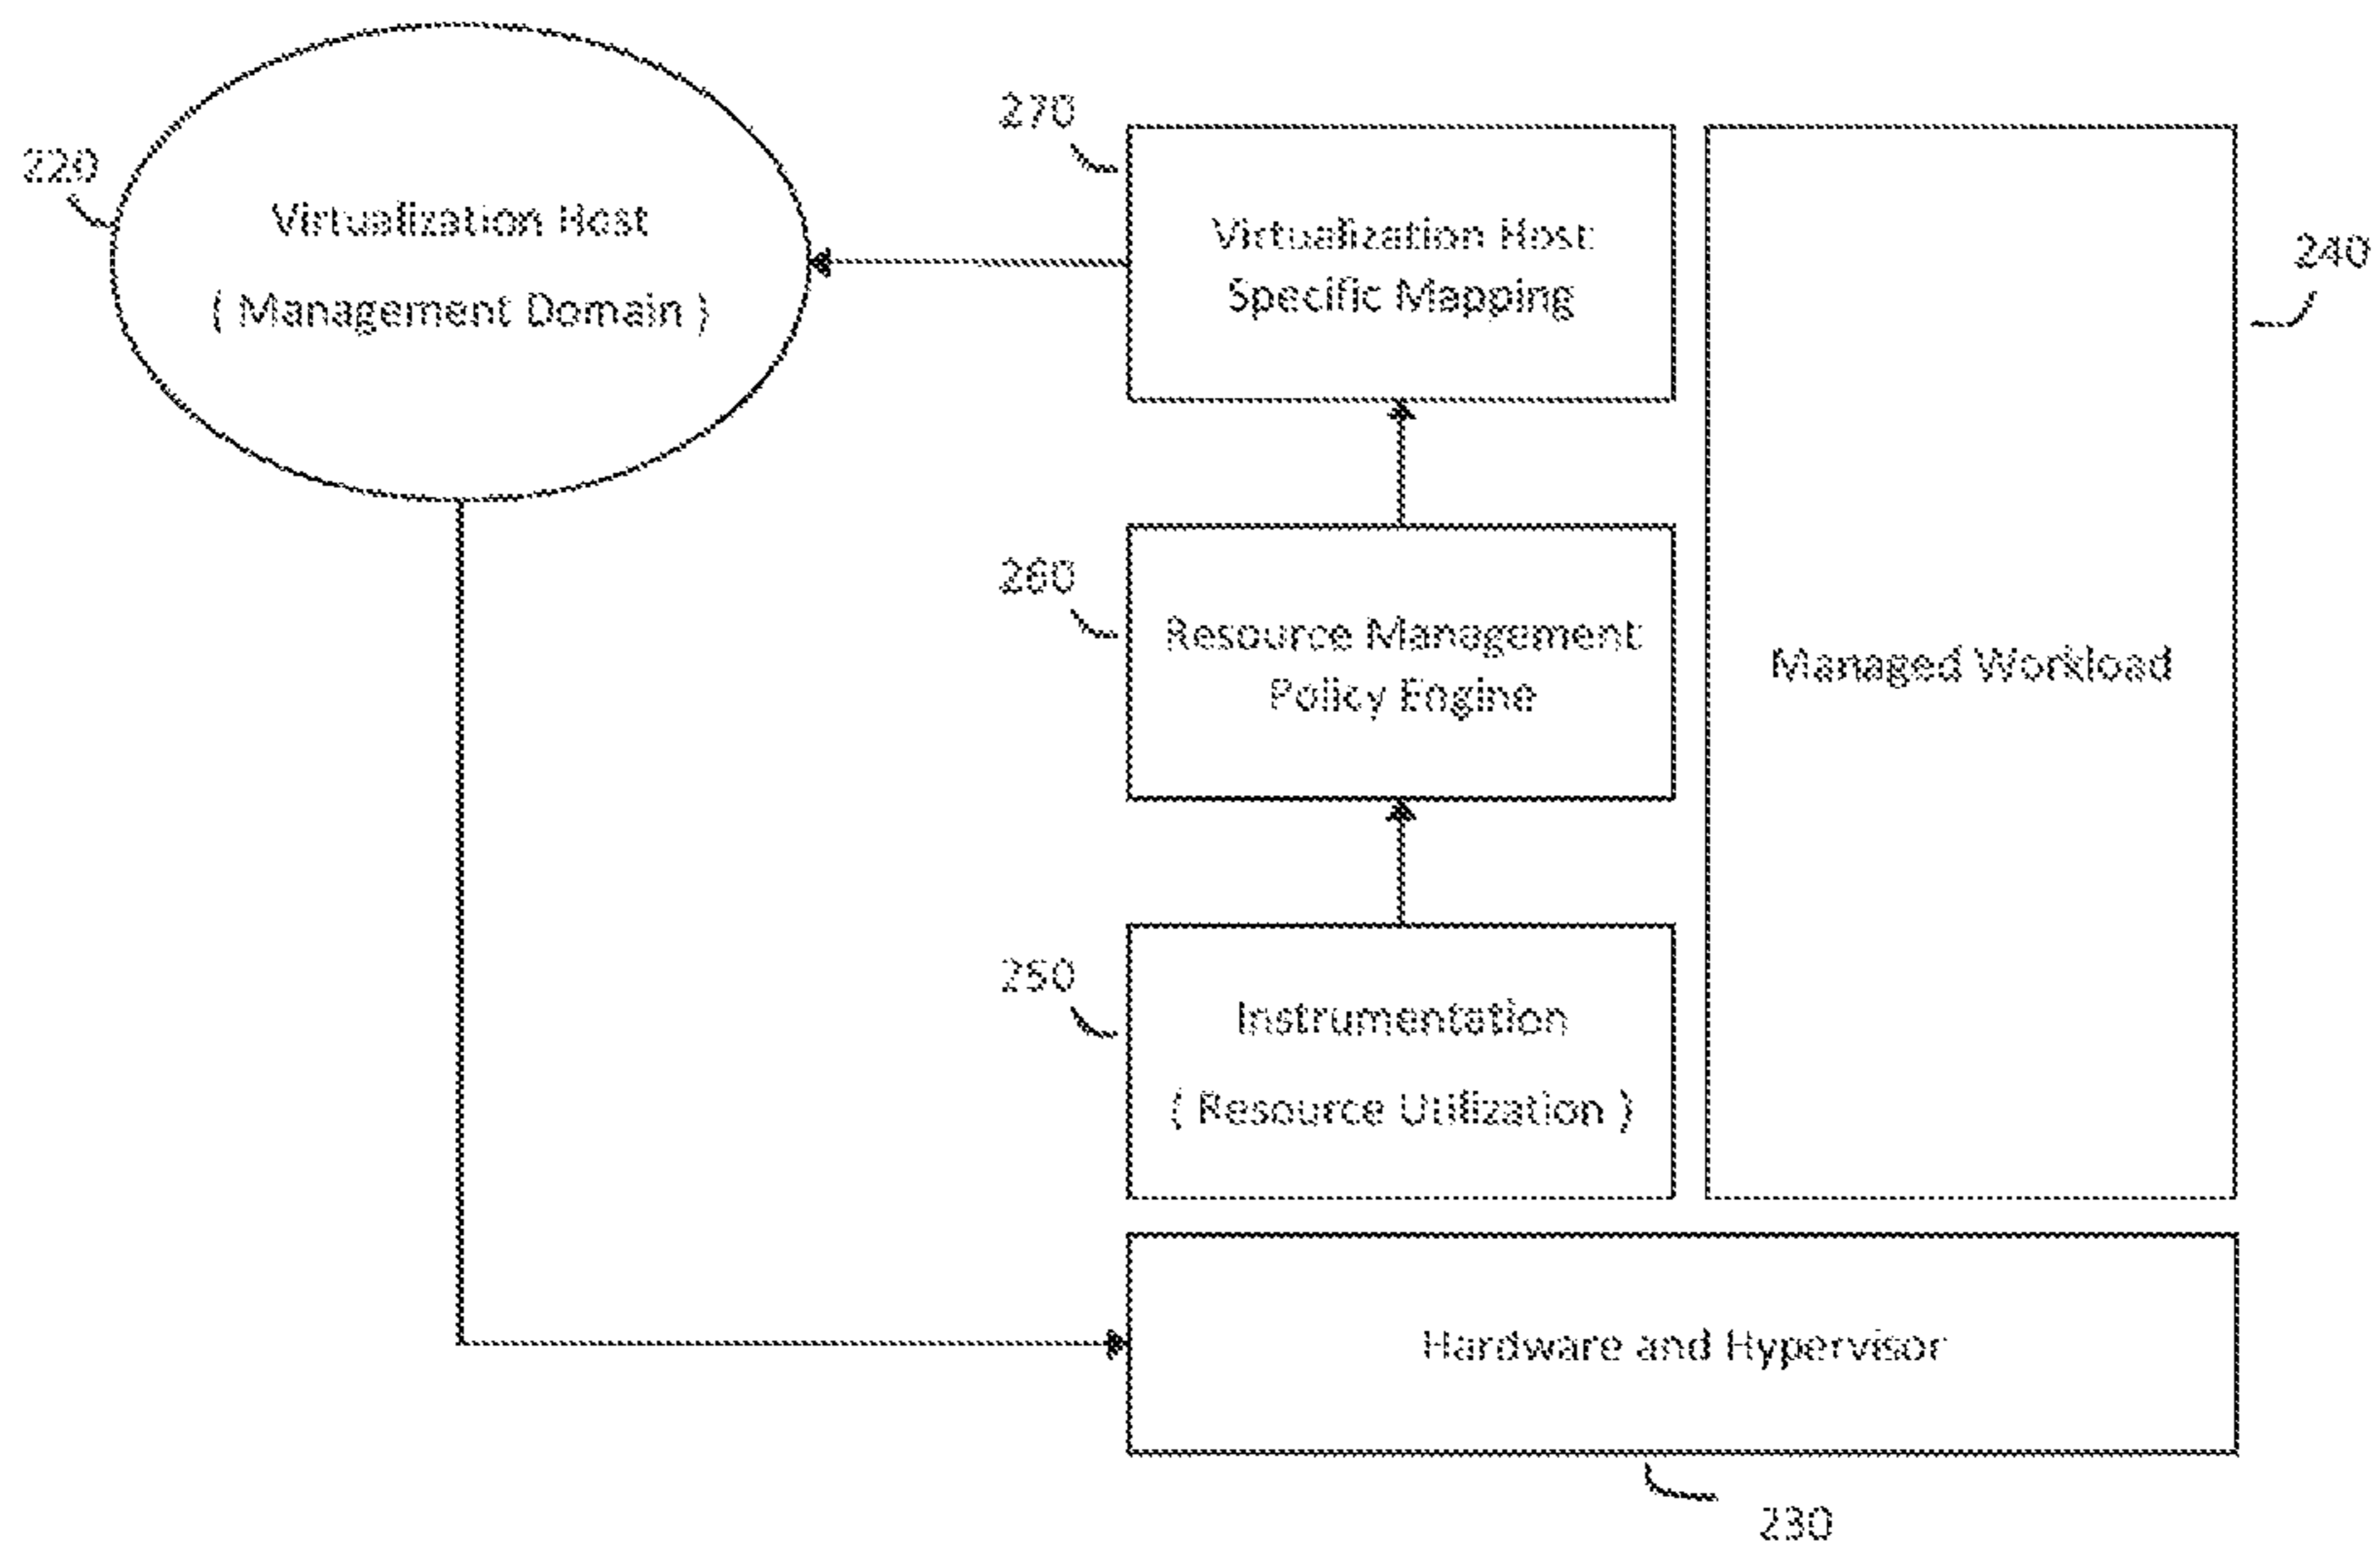 220
Virtualization Host
( Management Domain )
270
Virtualization Host
Specific Mapping
240
260
Resource Management
Policy Engine
Managed Workload
250
Instrumentation
( Resource Utilization )
Hardware and Hypervisor
230